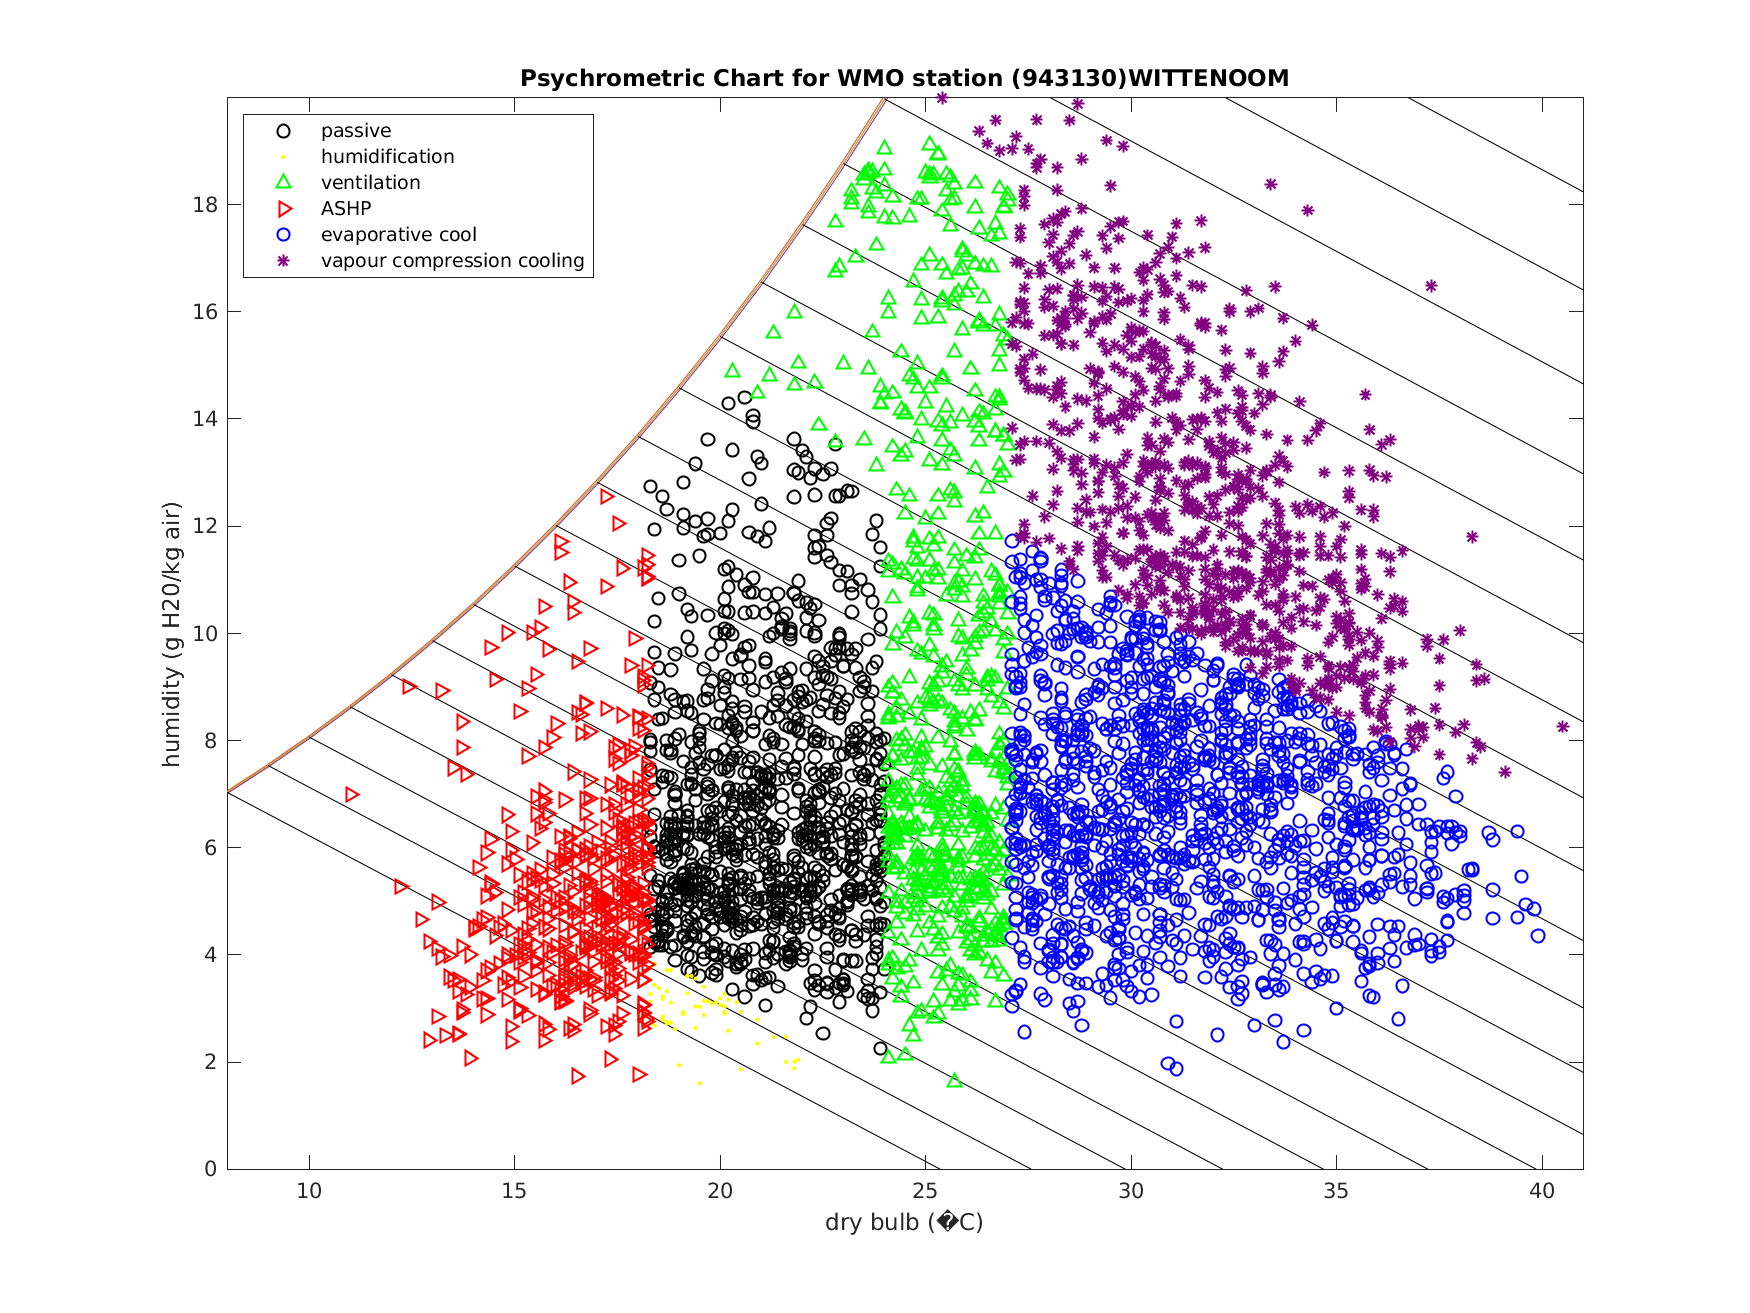 Psychrometric Chart for WMO station (943130)WITTENOOM
passive
humidification
ventilation
ASHP
evaporative cool
vapour compression cooling
humidity (g H20/kg air)
18
16
14
12
10
8
6
4
2
0
10 15 20 25 30 35 40
dry bulb (�C)